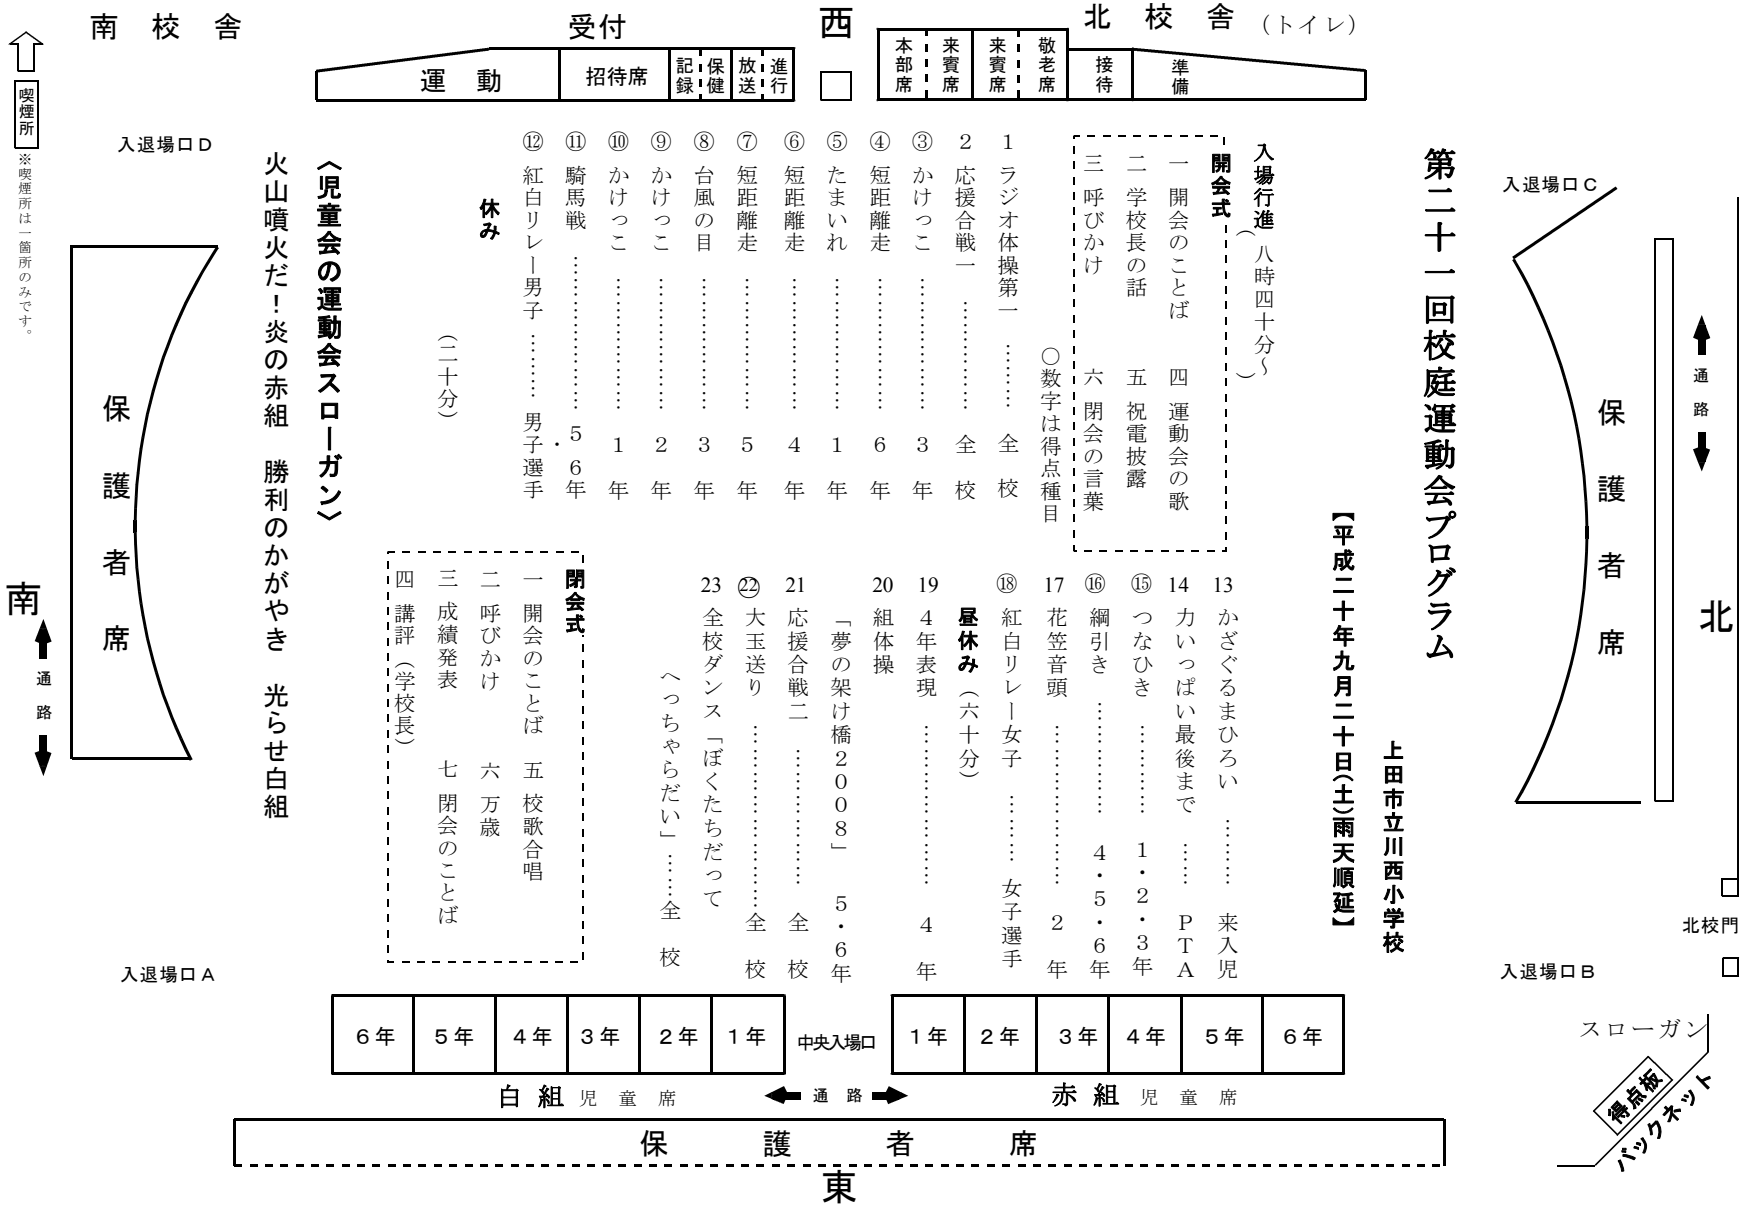 南校舎
受付
西
北校舎（トイレ）
運動
招待席
記録
保健
放送
進行
本部席
来賓席
来賓席
敬老席
接待
準備
喫煙所
※喫煙所は一箇所のみです。
入退場口Ｄ
入退場口Ｃ
第二十一回校庭運動会プログラム
上田市立川西小学校
【平成二十年九月二十日（土）雨天順延】
入場行進（八時四十分～）
開会式
一 開会のことば
二 学校長の話
三 呼びかけ
四 運動会の歌
五 祝電披露
六 閉会の言葉
○数字は得点種目
１ ラジオ体操第一 ……… 全校
２ 応援合戦一 ………… 全校
③ かけっこ ………… ３年
④ 短距離走 ………… ６年
⑤ たまいれ ………… １年
⑥ 短距離走 ………… ４年
⑦ 短距離走 ………… ５年
⑧ 台風の目 ………… ３年
⑨ かけっこ ………… ２年
⑩ かけっこ ………… １年
⑪ 騎馬戦 ………… ５・６年
⑫ 紅白リレー男子 ……… 男子選手
休み （二十分）
13 かざぐるまひろい ……… 来入児
14 力いっぱい最後まで …… ＰＴＡ
⑮ つなひき ………… １・２・３年
⑯ 綱引き ………… ４・５・６年
17 花笠音頭 ………… ２年
⑱ 紅白リレー女子 ……… 女子選手
昼休み（六十分）
19 ４年表現 ………… ４年
20 組体操
「夢の架け橋２００８」 ５・６年
21 応援合戦二 ………… 全校
㉒ 大玉送り ………… 全校
23 全校ダンス「ぼくたちだって
へっちゃらだい」……全校
閉会式
一 開会のことば
二 呼びかけ
三 成績発表
四 講評（学校長）
五 校歌合唱
六 万歳
七 閉会のことば
〈児童会の運動会スローガン〉
火山噴火だ！炎の赤組 勝利のかがやき 光らせ白組
保護者席
南
通路
保護者席
通路
北
北校門
入退場口Ａ
入退場口Ｂ
６年
５年
４年
３年
２年
１年
中央入場口
１年
２年
３年
４年
５年
６年
白組 児童席
通路
赤組 児童席
保護者席
東
スローガン
得点板
バックネット